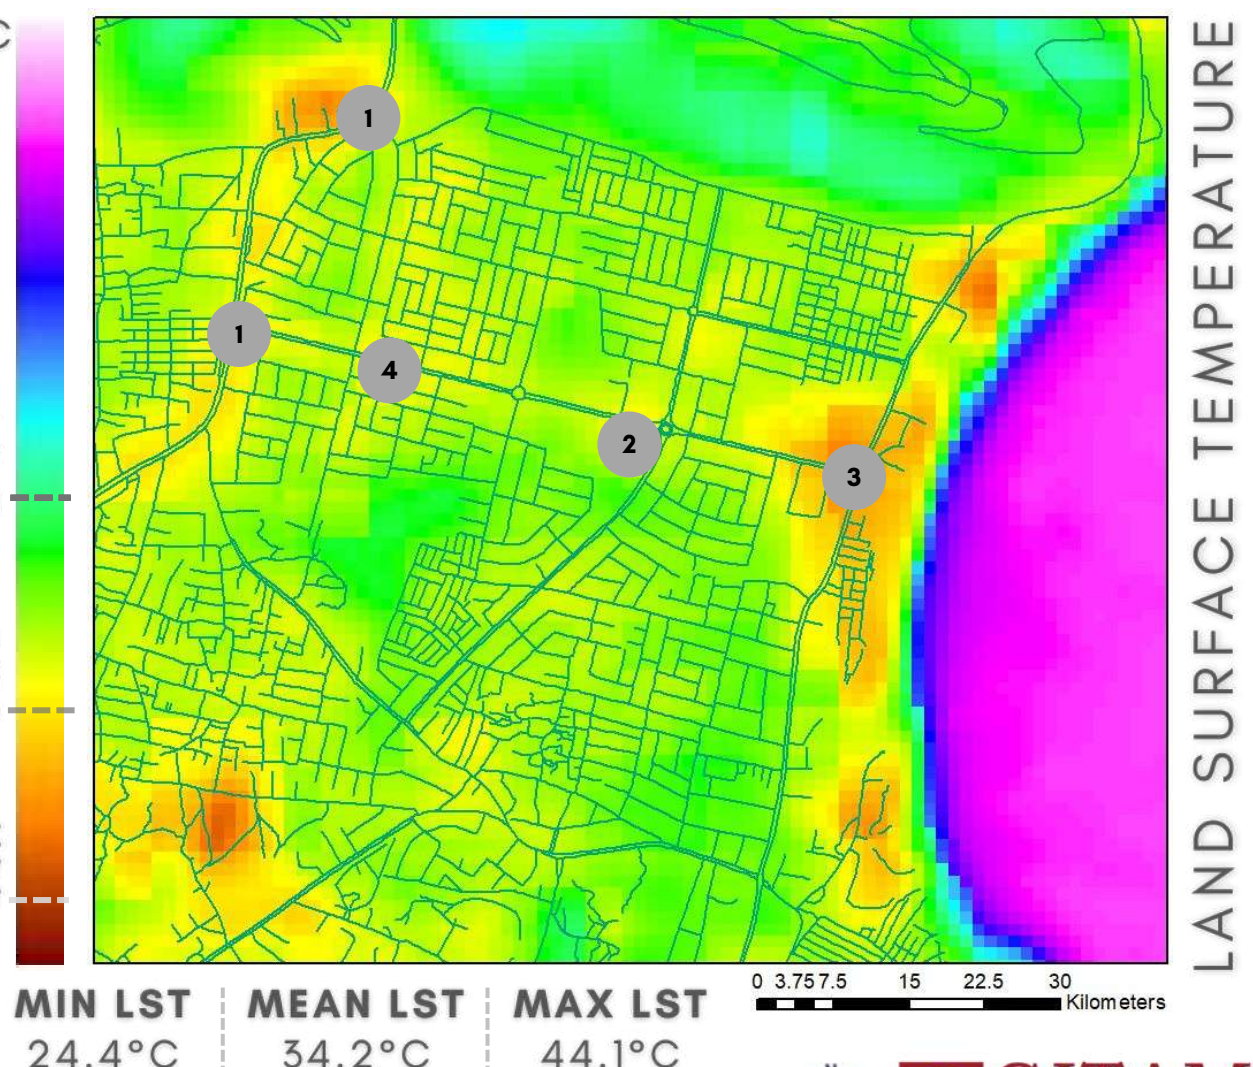 C
LAND SURFACE TEMPERATURE
1
1
4
2
3
0 3.75 7.5 15 22.5 30
Kilometers
MIN LST
24.4°C
MEAN LST
34.2°C
MAX LST
44.1°C